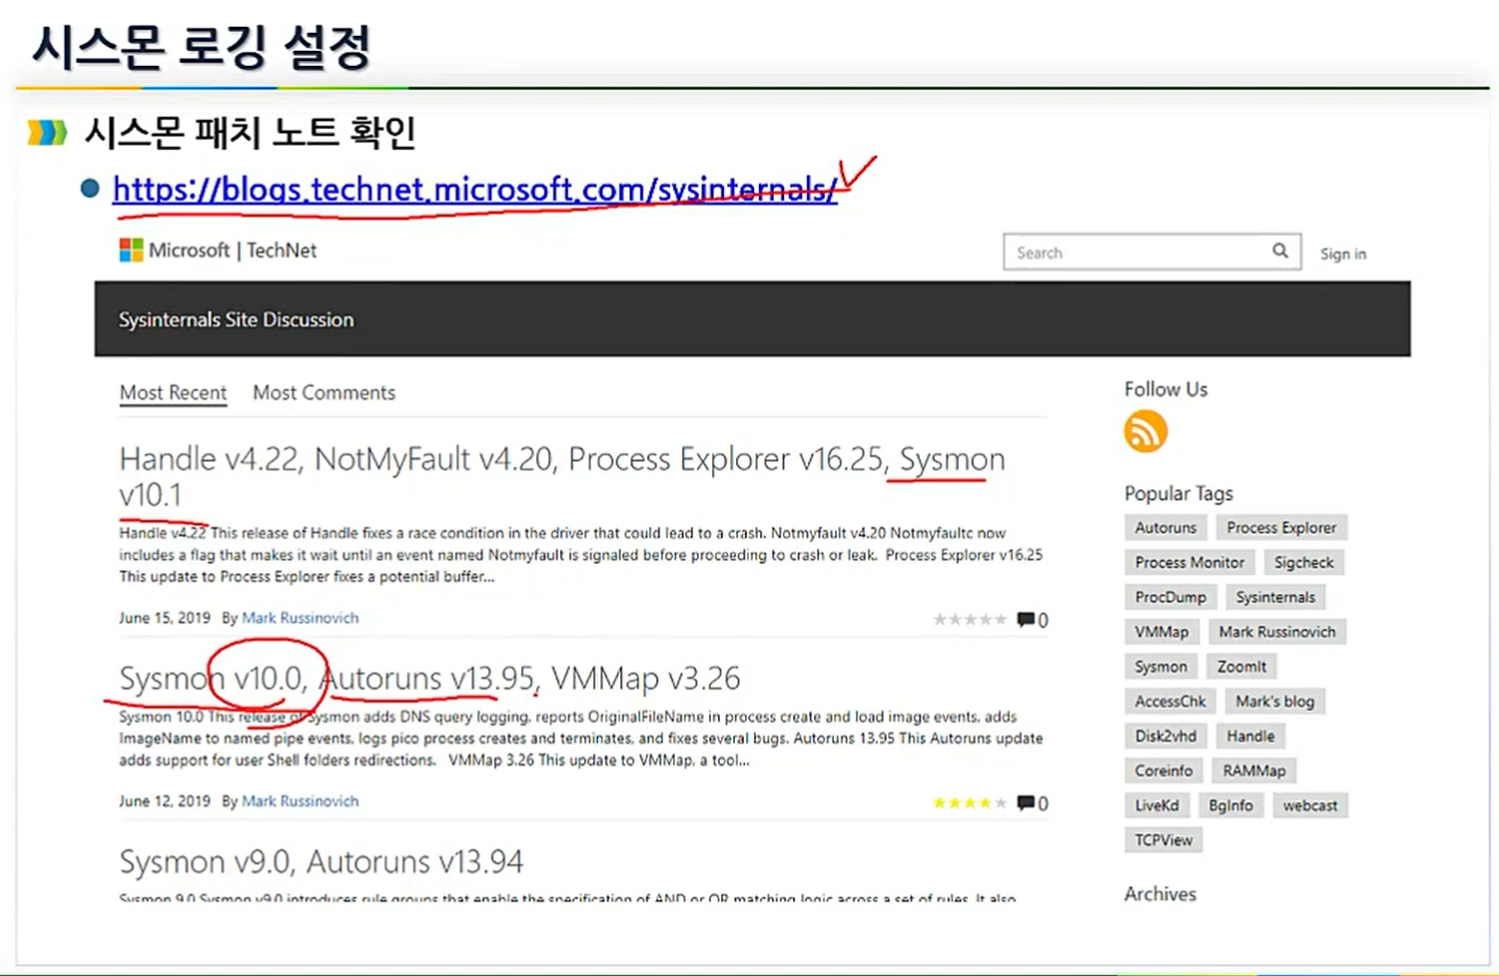 시스몬 로깅 설정
시스몬 패치 노트 확인
https://blogs.technet.microsoft.com/sysinternals/
Microsoft | TechNet
Search
Sign in
Sysinternals Site Discussion
Most Recent Most Comments
Handle v4.22, NotMyFault v4.20, Process Explorer v16.25, Sysmon
v10.1
Handle v4.22 This release of Handle fixes a race condition in the driver that could lead to a crash. Notmyfault v4.20 Notmyfaultc now
includes a flag that makes it wait until an event named Notmyfault is signaled before proceeding to crash or leak. Process Explorer v16.25
This update to Process Explorer fixes a potential buffer...
June 15, 2019 By Mark Russinovich
0
Sysmon v10.0, Autoruns v13.95, VMMap v3.26
Sysmon 10.0 This release of Sysmon adds DNS query logging, reports OriginalFileName in process create and load image events, adds
ImageName to named pipe events, logs pico process creates and terminates, and fixes several bugs. Autoruns 13.95 This Autoruns update
adds support for user Shell folders redirections. VMMap 3.26 This update to VMMap, a tool...
June 12, 2019 By Mark Russinovich
0
Sysmon v9.0, Autoruns v13.94
Sysmon 9.0 Sysmon v9.0 introduces rule groups that enable the specification of AND or OR matching logic across a set of rules. It also
Follow Us
Popular Tags
Autoruns Process Explorer
Process Monitor Sigcheck
ProcDump Sysinternals
VMMap Mark Russinovich
Sysmon ZoomIt
AccessChk Mark's blog
Disk2vhd Handle
Coreinfo RAMMap
LiveKd BgInfo webcast
TCPView
Archives